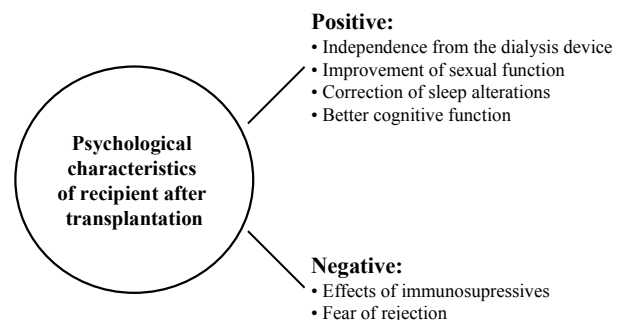 Positive:
• Independence from the dialysis device
• Improvement of sexual function
• Correction of sleep alterations
• Better cognitive function
Psychological
characteristics
of recipient after
transplantation
Negative:
• Effects of immunosupressives
• Fear of rejection